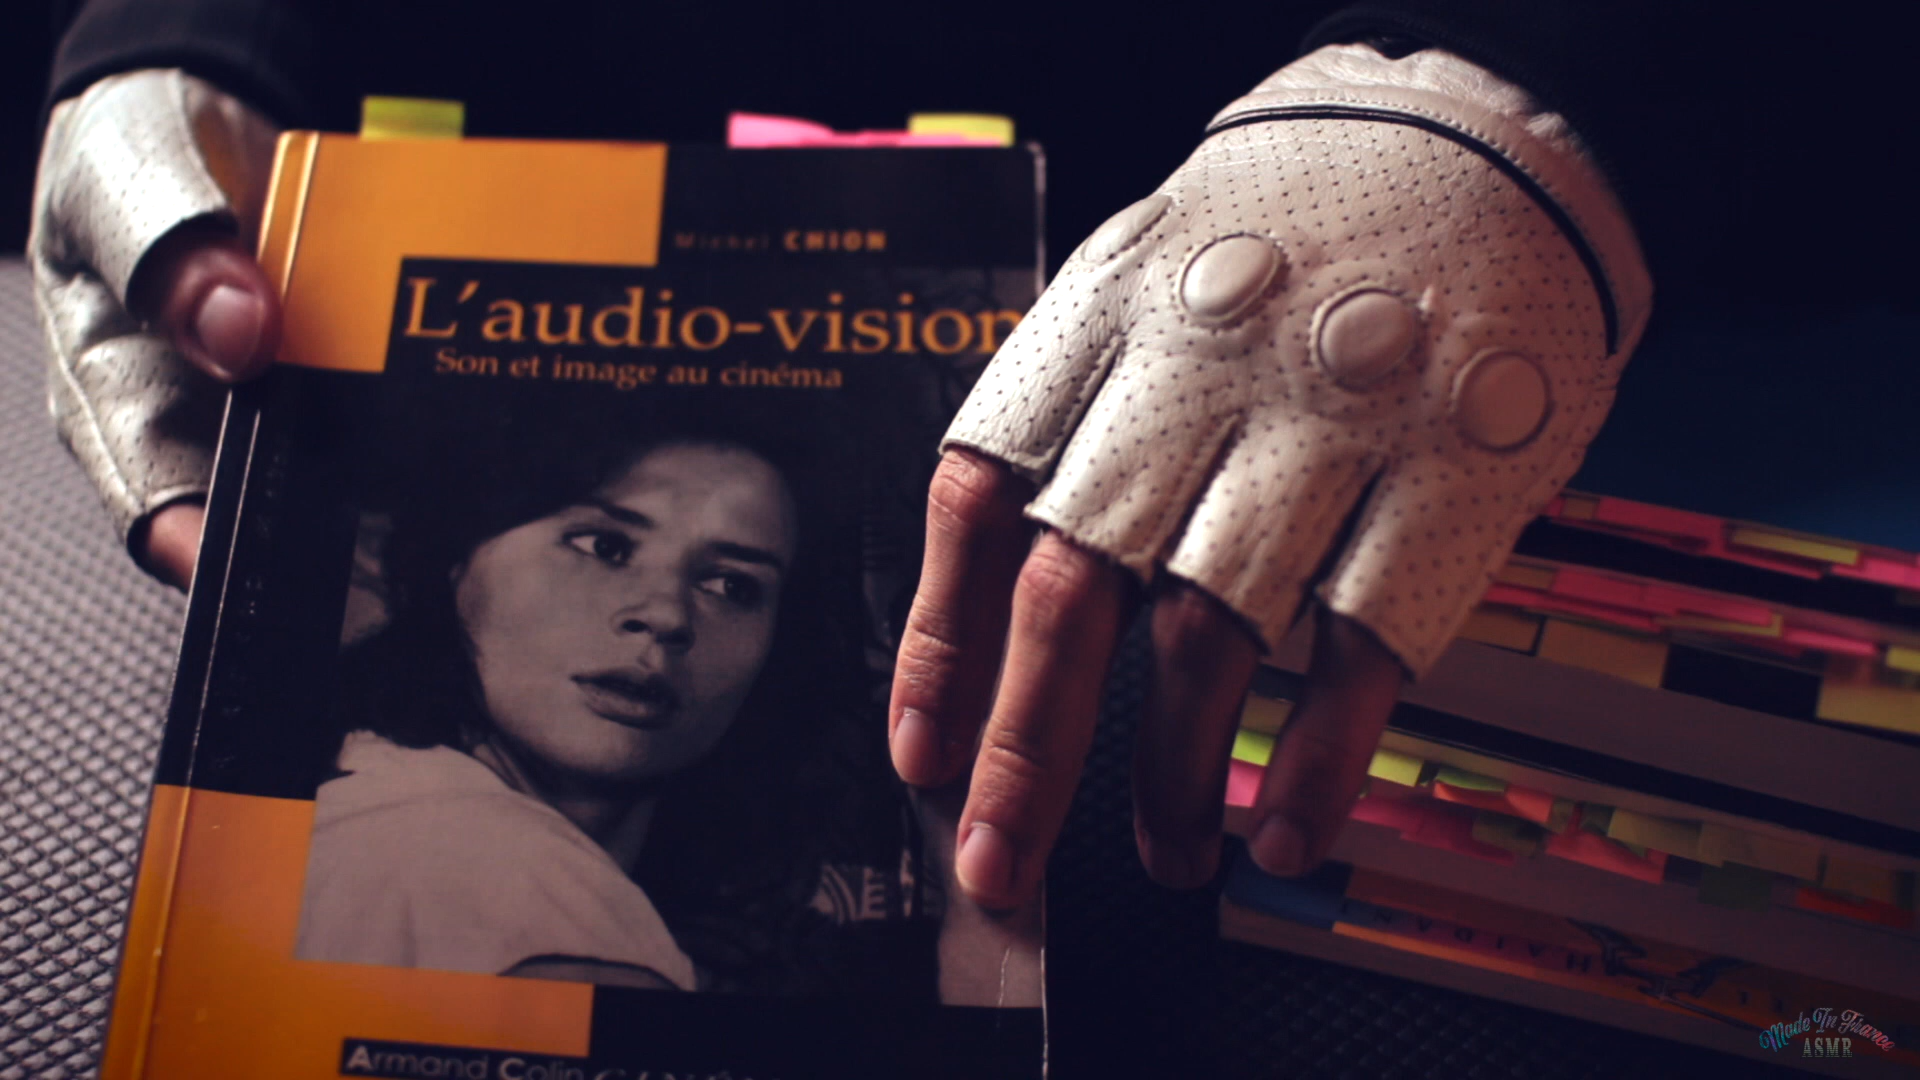 Michel CHION
L'audio-vision
Son et image au cinéma
Armand Colin
Made In France
ASMR